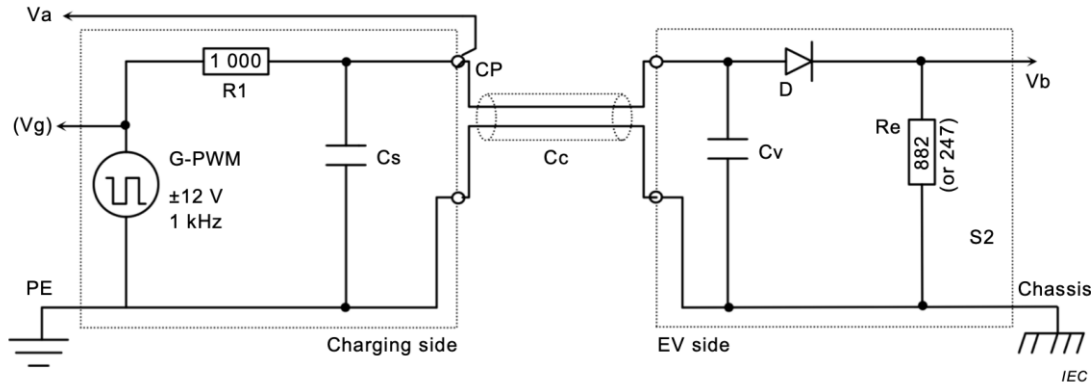 Va
1 000
R1
CP
D
Vb
(Vg)
G-PWM
±12 V
1 kHz
Cs
Cc
Cv
Re
882
(or 247)
S2
PE
Chassis
Charging side
EV side
IEC